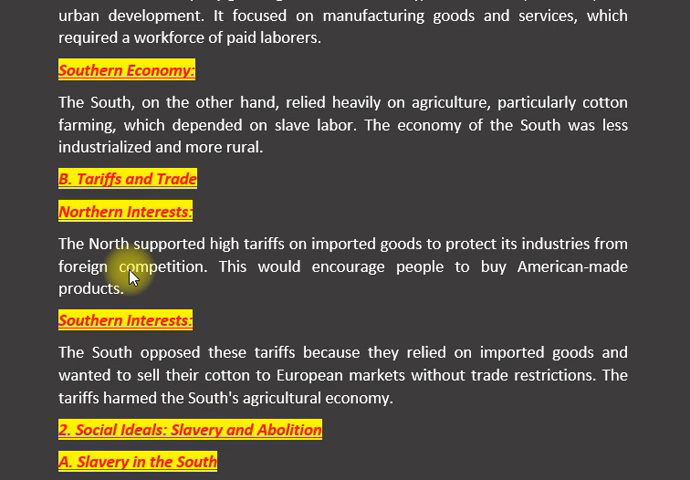 urban development. It focused on manufacturing goods and services, which
required a workforce of paid laborers.
Southern Economy:
The South, on the other hand, relied heavily on agriculture, particularly cotton
farming, which depended on slave labor. The economy of the South was less
industrialized and more rural.
B. Tariffs and Trade
Northern Interests:
The North supported high tariffs on imported goods to protect its industries from
foreign competition. This would encourage people to buy American-made
products.
Southern Interests:
The South opposed these tariffs because they relied on imported goods and
wanted to sell their cotton to European markets without trade restrictions. The
tariffs harmed the South's agricultural economy.
2. Social Ideals: Slavery and Abolition
A. Slavery in the South